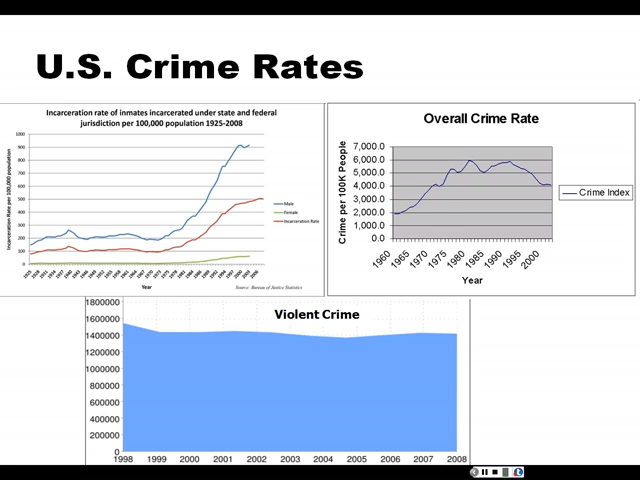 U.S. Crime Rates
Incarceration rate of inmates incarcerated under state and federal
jurisdiction per 100,000 population 1925-2008
Incarceration Rate per 100,000 population
1000
900
800
700
600
500
400
300
200
100
0
Male
Female
Incarceration Rate
Year
Source: Bureau of Justice Statistics
Overall Crime Rate
Crime per 100K People
7,000.0
6,000.0
5,000.0
4,000.0
3,000.0
2,000.0
1,000.0
0.0
1960 1965 1970 1975 1980 1985 1990 1995 2000
Year
Crime Index
Violent Crime
1800000
1600000
1400000
1200000
1000000
800000
600000
400000
200000
0
1998 1999 2000 2001 2002 2003 2004 2005 2006 2007 2008